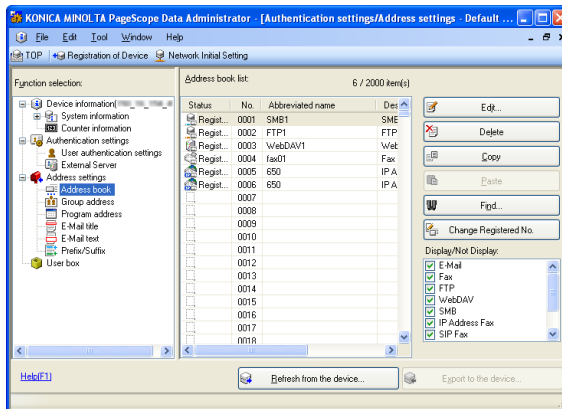 KONICA MINOLTA PageScope Data Administrator - [Authentication settings/Address settings - Default ...
File Edit Tool Window Help
TOP Registration of Device Network Initial Setting
Function selection:
Device information(
System information
Counter information
Authentication settings
User authentication settings
External Server
Address settings
Address book
Group address
Program address
E-Mail title
E-Mail text
Prefix/Suffix
User box
Address book list:
6 / 2000 item(s)
Status No. Abbreviated name Des
Regist... 0001 SMB1 SME
Regist... 0002 FTP1 FTP
Regist... 0003 WebDAV1 Web
Regist... 0004 fax01 Fax
Regist... 0005 650 IP A
Regist... 0006 650 IP A
0007
0008
0009
0010
0011
0012
0013
0014
0015
0016
0017
0018
Edit...
Delete
Copy
Paste
Find...
Change Registered No.
Display/Not Display:
E-Mail
Fax
FTP
WebDAV
SMB
IP Address Fax
SIP Fax
Help(F1)
Refresh from the device...
Export to the device...